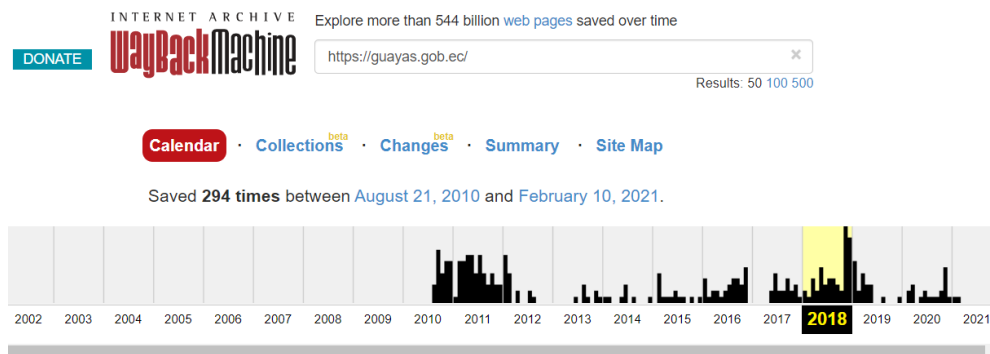 INTERNET ARCHIVE
Explore more than 544 billion web pages saved over time
DONATE
WayBackMachine
https://guayas.gob.ec/
×
Results: 50 100 500
Calendar · Collections beta · Changes beta · Summary · Site Map
Saved 294 times between August 21, 2010 and February 10, 2021.
2002 2003 2004 2005 2006 2007 2008 2009 2010 2011 2012 2013 2014 2015 2016 2017 2018 2019 2020 2021